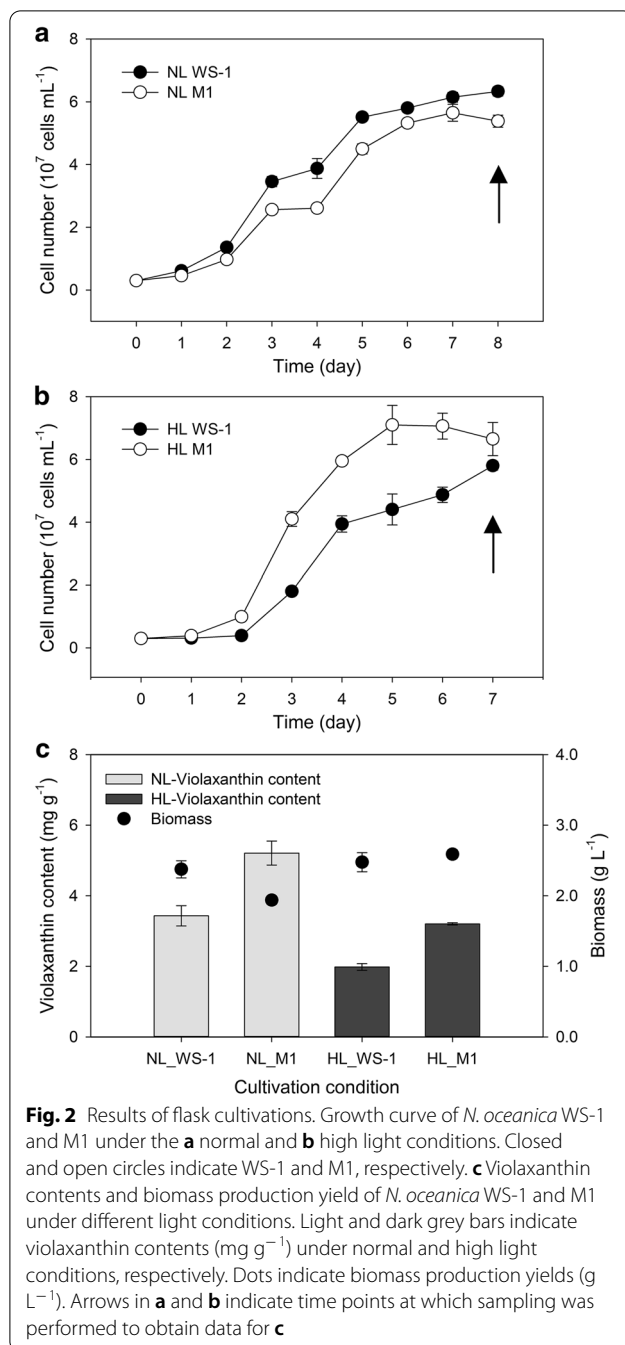 a
8
6
4
2
0
Cell number (10⁷ cells mL⁻¹)
NL WS-1
NL M1
0 1 2 3 4 5 6 7 8
Time (day)
b
8
6
4
2
0
Cell number (10⁷ cells mL⁻¹)
HL WS-1
HL M1
0 1 2 3 4 5 6 7
Time (day)
c
8
6
4
2
0
Violaxanthin content (mg g⁻¹)
NL-Violaxanthin content
HL-Violaxanthin content
Biomass
4.0
3.0
2.0
1.0
0.0
Biomass (g L⁻¹)
NL_WS-1 NL_M1 HL_WS-1 HL_M1
Cultivation condition
Fig. 2 Results of flask cultivations. Growth curve of N. oceanica WS-1
and M1 under the a normal and b high light conditions. Closed
and open circles indicate WS-1 and M1, respectively. c Violaxanthin
contents and biomass production yield of N. oceanica WS-1 and M1
under different light conditions. Light and dark grey bars indicate
violaxanthin contents (mg g⁻¹) under normal and high light
conditions, respectively. Dots indicate biomass production yields (g
L⁻¹). Arrows in a and b indicate time points at which sampling was
performed to obtain data for c